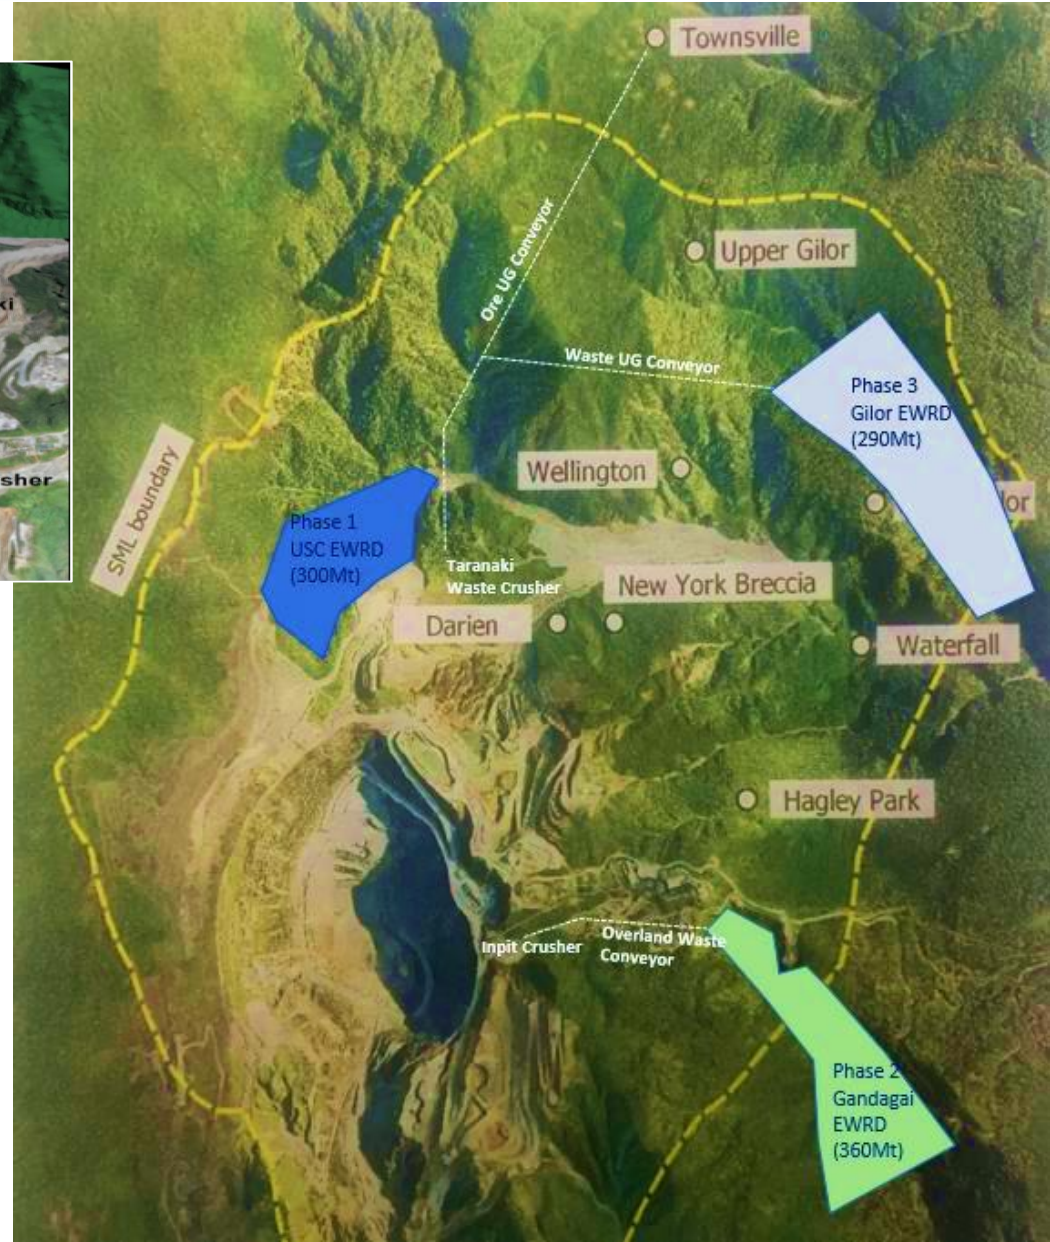 Townsville
Ore UG Conveyor
Upper Gilor
Waste UG Conveyor
Phase 3
Gilor EWRD
(290Mt)
ki
sher
SML boundary
Wellington
lor
Phase 1
USC EWRD
(300Mt)
Taranaki
Waste Crusher
New York Breccia
Darien
Waterfall
Hagley Park
Inpit Crusher
Overland Waste
Conveyor
Phase 2
Gandagai
EWRD
(360Mt)